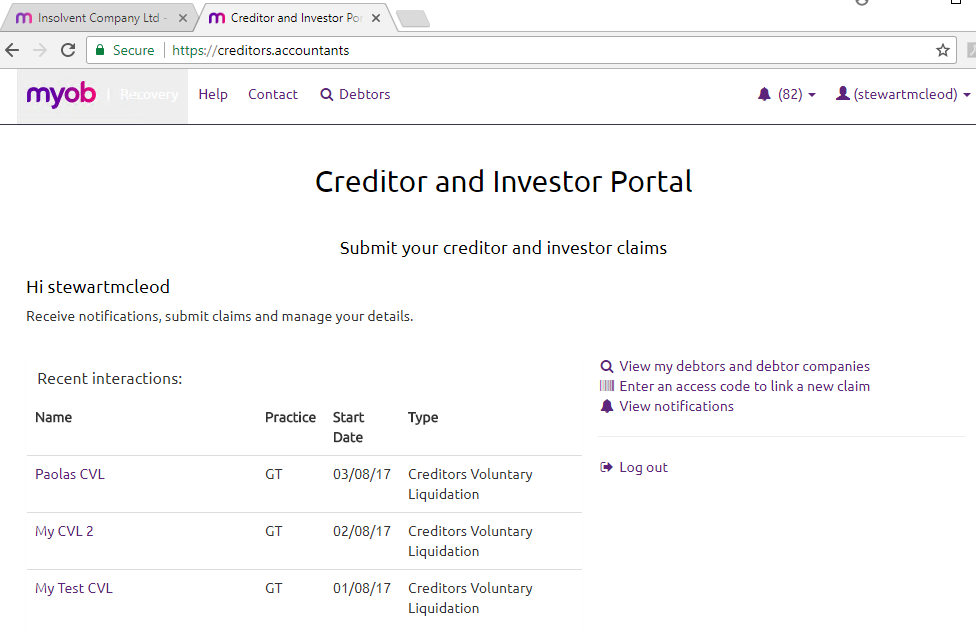 Insolvent Company Ltd - Creditor and Investor Por
Secure https://creditors.accountants
myob | Recovery Help Contact Debtors (82) (stewartmcleod)
Creditor and Investor Portal
Submit your creditor and investor claims
Hi stewartmcleod
Receive notifications, submit claims and manage your details.
Recent interactions:
Name Practice Start Date Type
Paolas CVL GT 03/08/17 Creditors Voluntary
Liquidation
My CVL 2 GT 02/08/17 Creditors Voluntary
Liquidation
My Test CVL GT 01/08/17 Creditors Voluntary
Liquidation
View my debtors and debtor companies
Enter an access code to link a new claim
View notifications
Log out